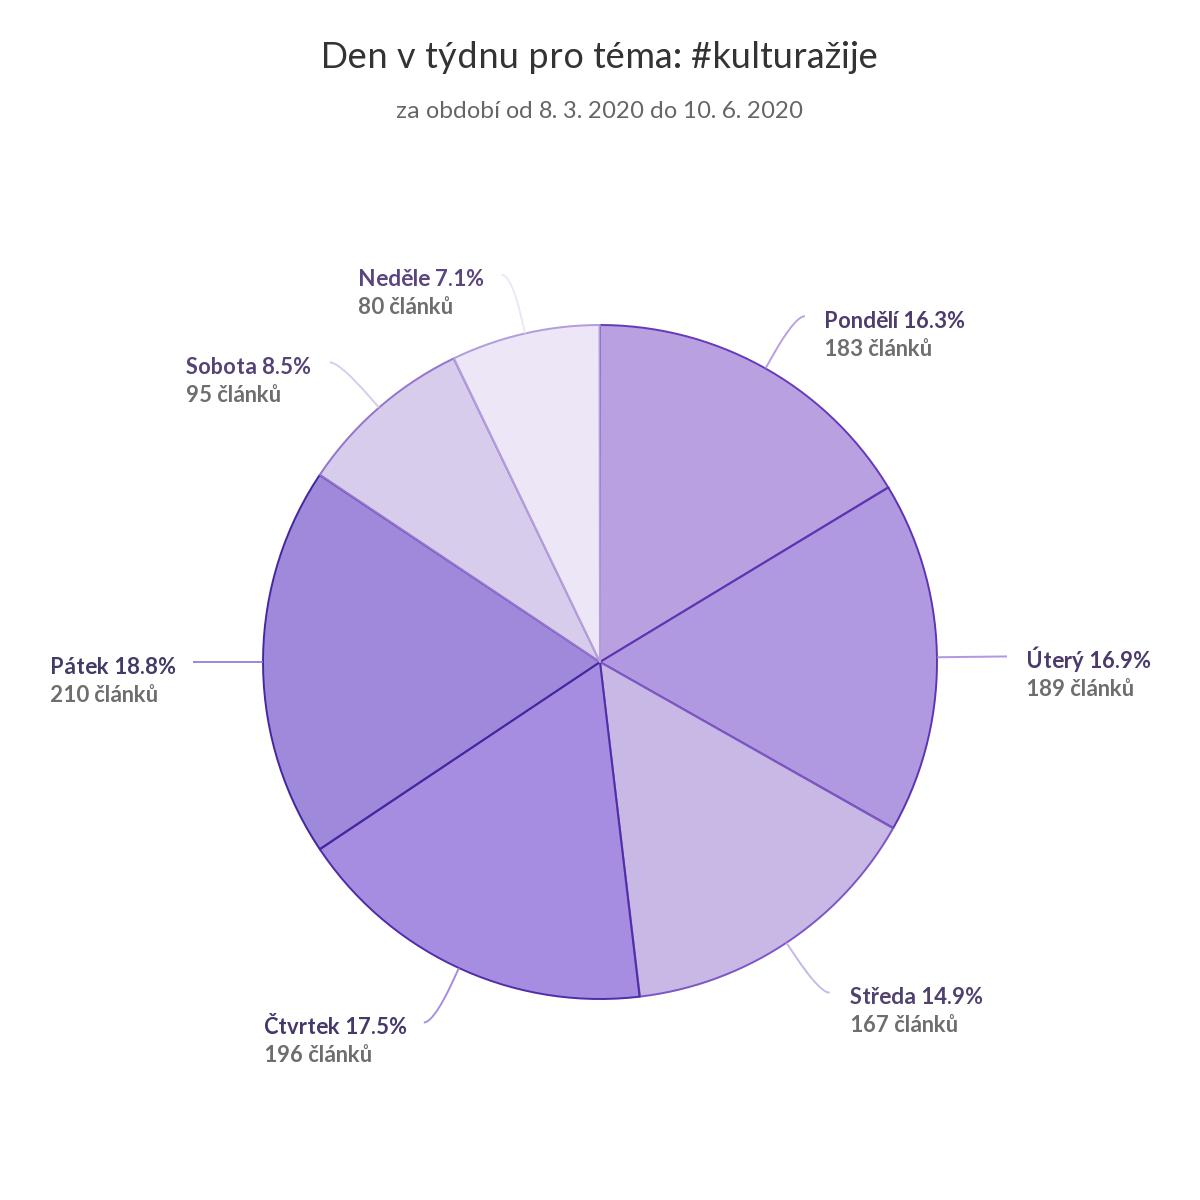 Den v týdnu pro téma: #kulturažije
za období od 8. 3. 2020 do 10. 6. 2020
Neděle 7.1%
80 článků
Pondělí 16.3%
183 článků
Sobota 8.5%
95 článků
Pátek 18.8%
210 článků
Úterý 16.9%
189 článků
Středa 14.9%
167 článků
Čtvrtek 17.5%
196 článků